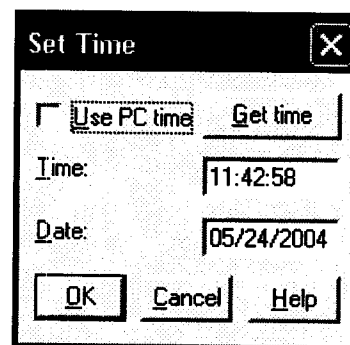 Set Time
Use PC time Get time
Time: 11:42:58
Date: 05/24/2004
OK Cancel Help